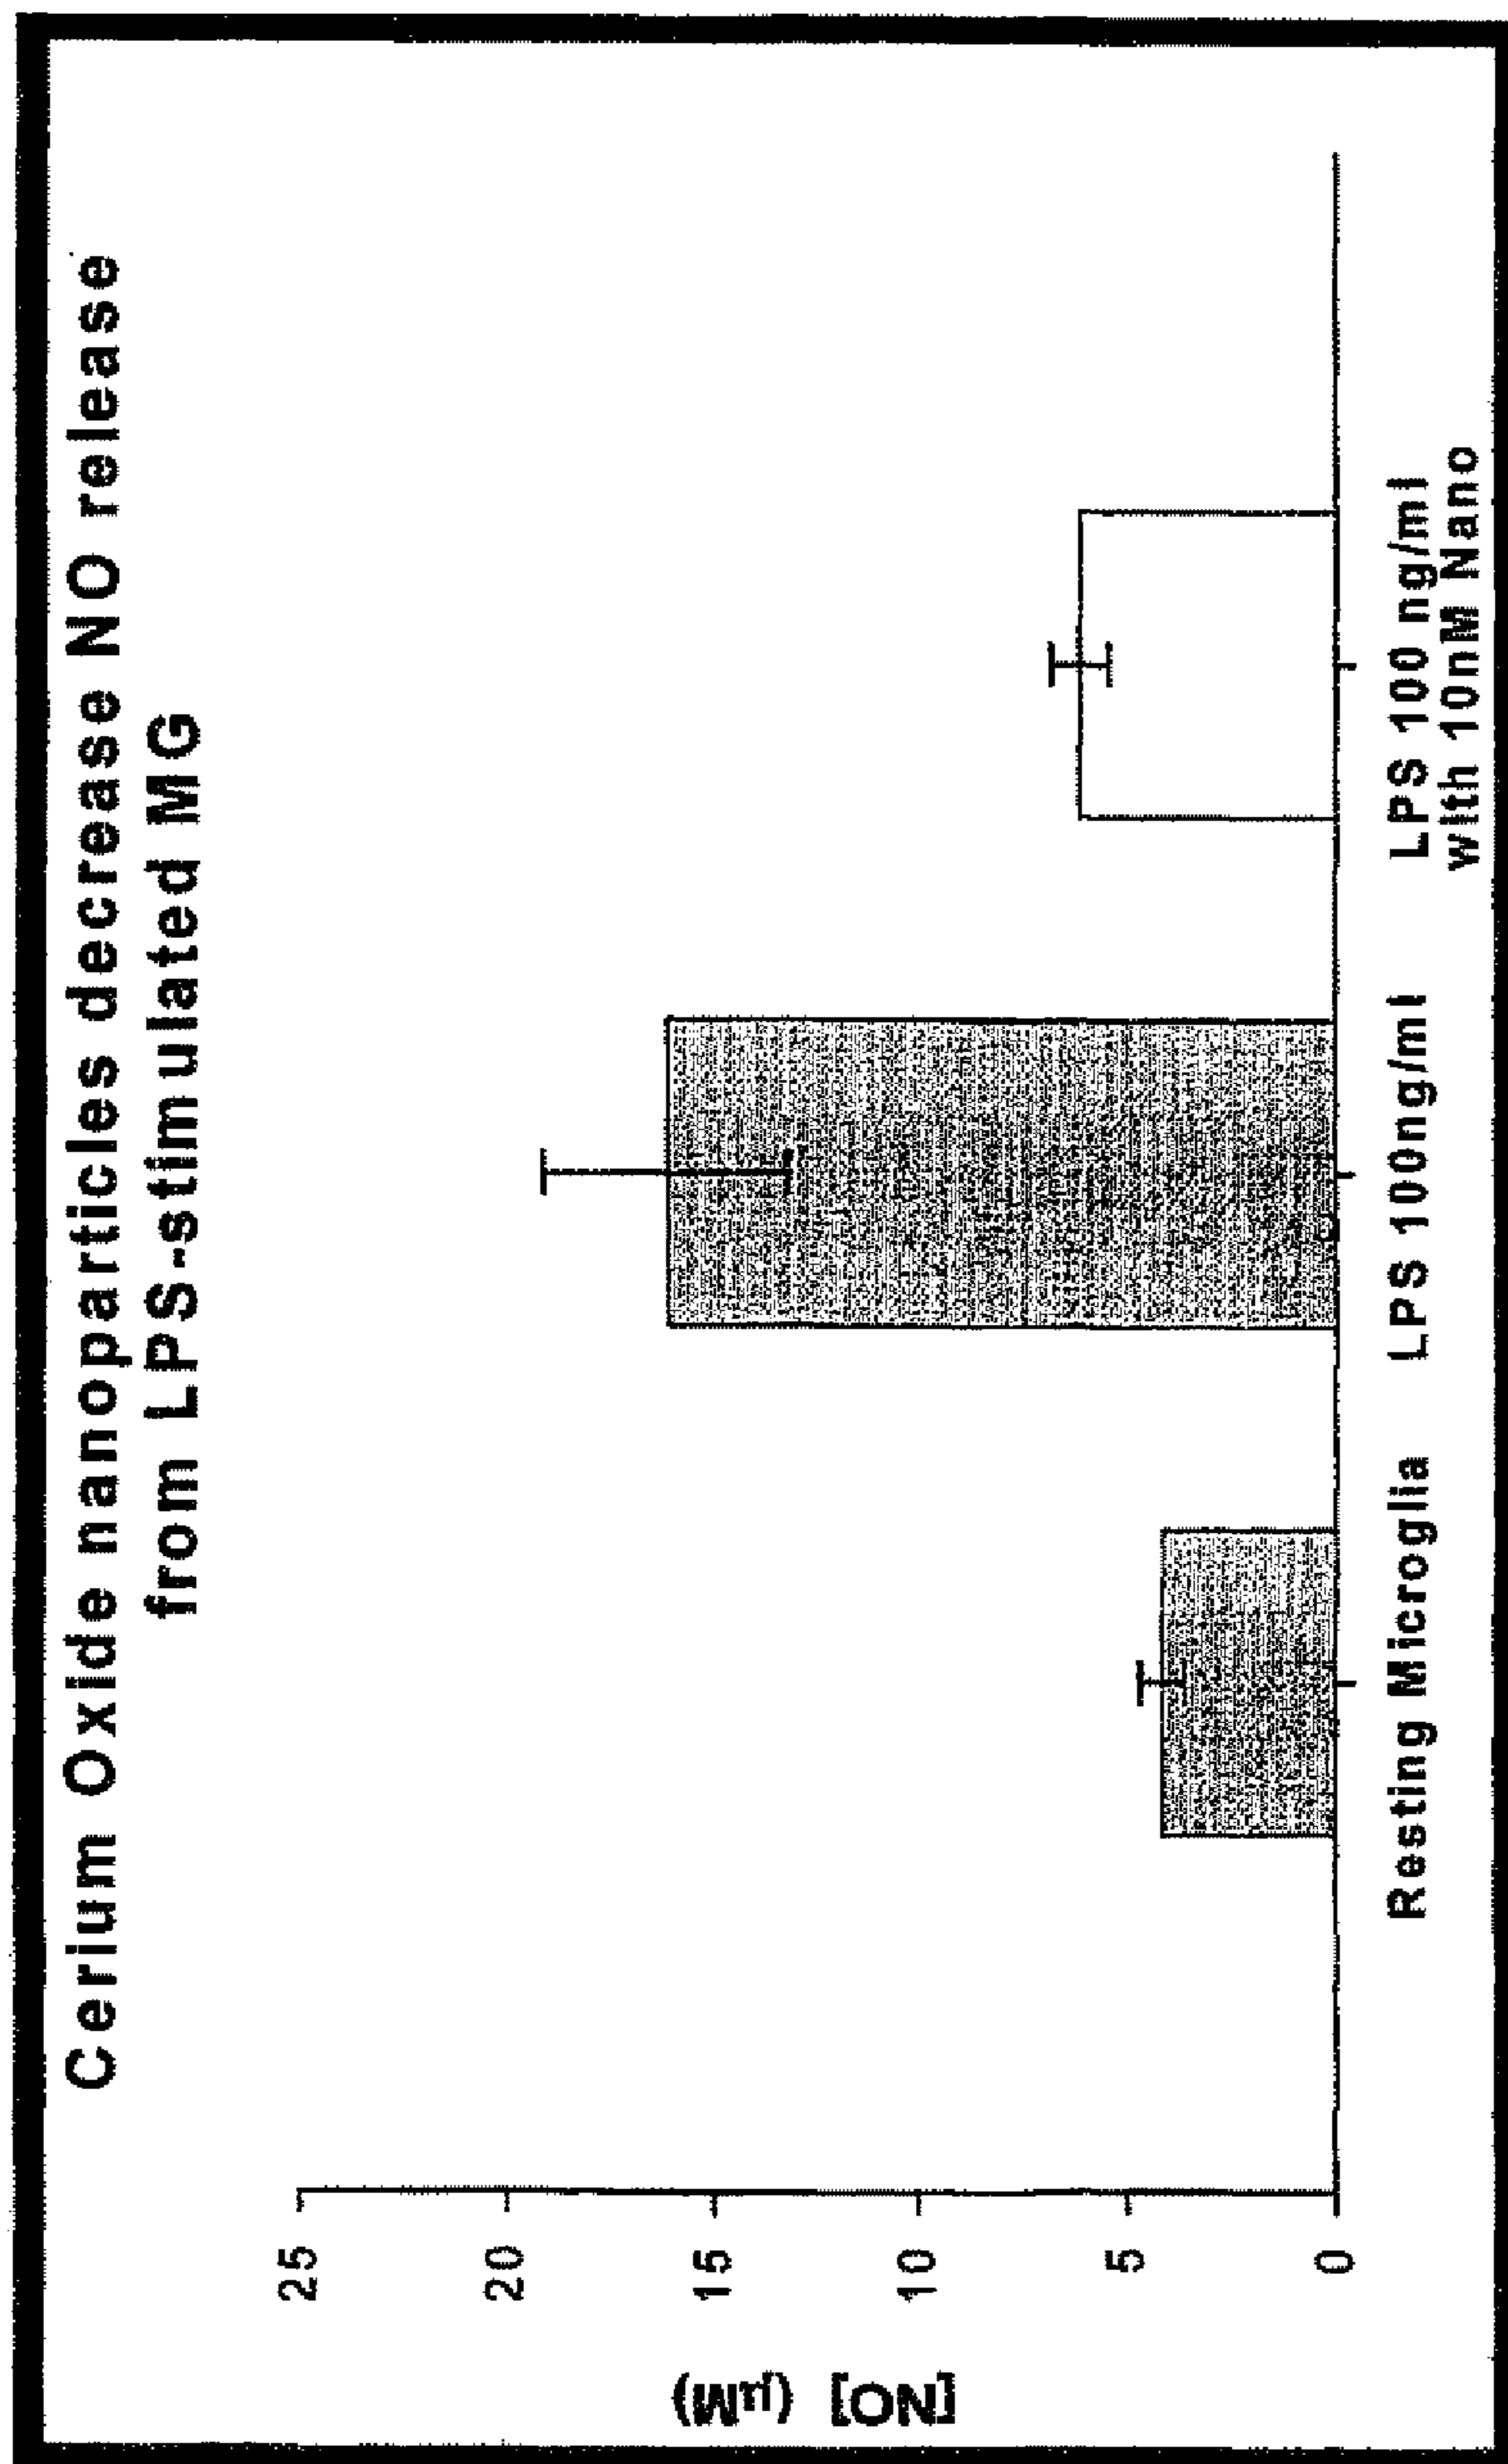 Cerium Oxide nanoparticles decrease NO release
from LPS-stimulated MG
[NO] (µM)
25
20
15
10
5
0
Resting Microglia
LPS 100ng/ml
LPS 100 ng/ml
with 10nM Nano